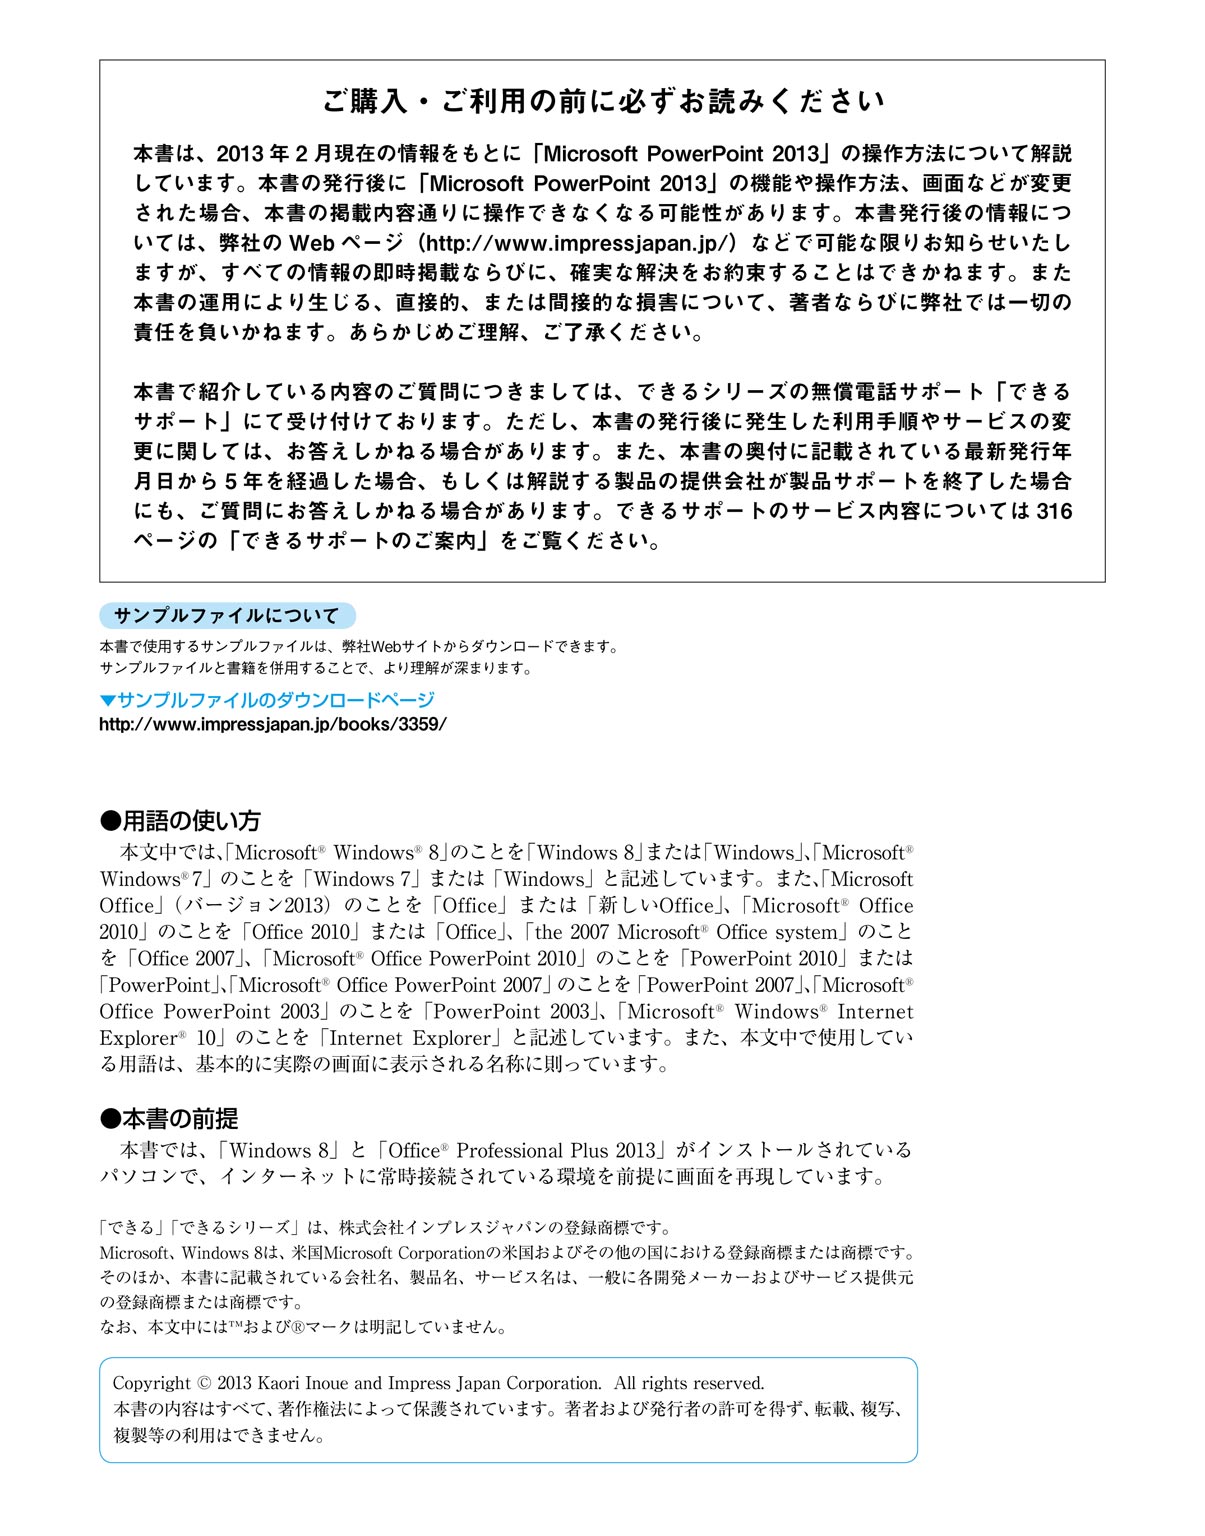 ご購入・ご利用の前に必ずお読みください
本書は、2013 年 2 月現在の情報をもとに「Microsoft PowerPoint 2013」の操作方法について解説
しています。本書の発行後に「Microsoft PowerPoint 2013」の機能や操作方法、画面などが変更
された場合、本書の掲載内容通りに操作できなくなる可能性があります。本書発行後の情報につ
いては、弊社の Web ページ（http://www.impressjapan.jp/）などで可能な限りお知らせいたし
ますが、すべての情報の即時掲載ならびに、確実な解決をお約束することはできかねます。また
本書の運用により生じる、直接的、または間接的な損害について、著者ならびに弊社では一切の
責任を負いかねます。あらかじめご理解、ご了承ください。
本書で紹介している内容のご質問につきましては、できるシリーズの無償電話サポート「できる
サポート」にて受け付けております。ただし、本書の発行後に発生した利用手順やサービスの変
更に関しては、お答えしかねる場合があります。また、本書の奥付に記載されている最新発行年
月日から 5 年を経過した場合、もしくは解説する製品の提供会社が製品サポートを終了した場合
にも、ご質問にお答えしかねる場合があります。できるサポートのサービス内容については 316
ページの「できるサポートのご案内」をご覧ください。
サンプルファイルについて
本書で使用するサンプルファイルは、弊社Webサイトからダウンロードできます。
サンプルファイルと書籍を併用することで、より理解が深まります。
▼サンプルファイルのダウンロードページ
http://www.impressjapan.jp/books/3359/
●用語の使い方
本文中では、「Microsoft® Windows® 8」のことを「Windows 8」または「Windows」、「Microsoft®
Windows® 7」のことを「Windows 7」または「Windows」と記述しています。また、「Microsoft
Office」（バージョン2013）のことを「Office」または「新しいOffice」、「Microsoft® Office
2010」のことを「Office 2010」または「Office」、「the 2007 Microsoft® Office system」のこと
を「Office 2007」、「Microsoft® Office PowerPoint 2010」のことを「PowerPoint 2010」または
「PowerPoint」、「Microsoft® Office PowerPoint 2007」のことを「PowerPoint 2007」、「Microsoft®
Office PowerPoint 2003」のことを「PowerPoint 2003」、「Microsoft® Windows® Internet
Explorer® 10」のことを「Internet Explorer」と記述しています。また、本文中で使用してい
る用語は、基本的に実際の画面に表示される名称に則っています。
●本書の前提
本書では、「Windows 8」と「Office® Professional Plus 2013」がインストールされている
パソコンで、インターネットに常時接続されている環境を前提に画面を再現しています。
「できる」「できるシリーズ」は、株式会社インプレスジャパンの登録商標です。
Microsoft、Windows 8は、米国Microsoft Corporationの米国およびその他の国における登録商標または商標です。
そのほか、本書に記載されている会社名、製品名、サービス名は、一般に各開発メーカーおよびサービス提供元
の登録商標または商標です。
なお、本文中には™および®マークは明記していません。
Copyright © 2013 Kaori Inoue and Impress Japan Corporation. All rights reserved.
本書の内容はすべて、著作権法によって保護されています。著者および発行者の許可を得ず、転載、複写、
複製等の利用はできません。